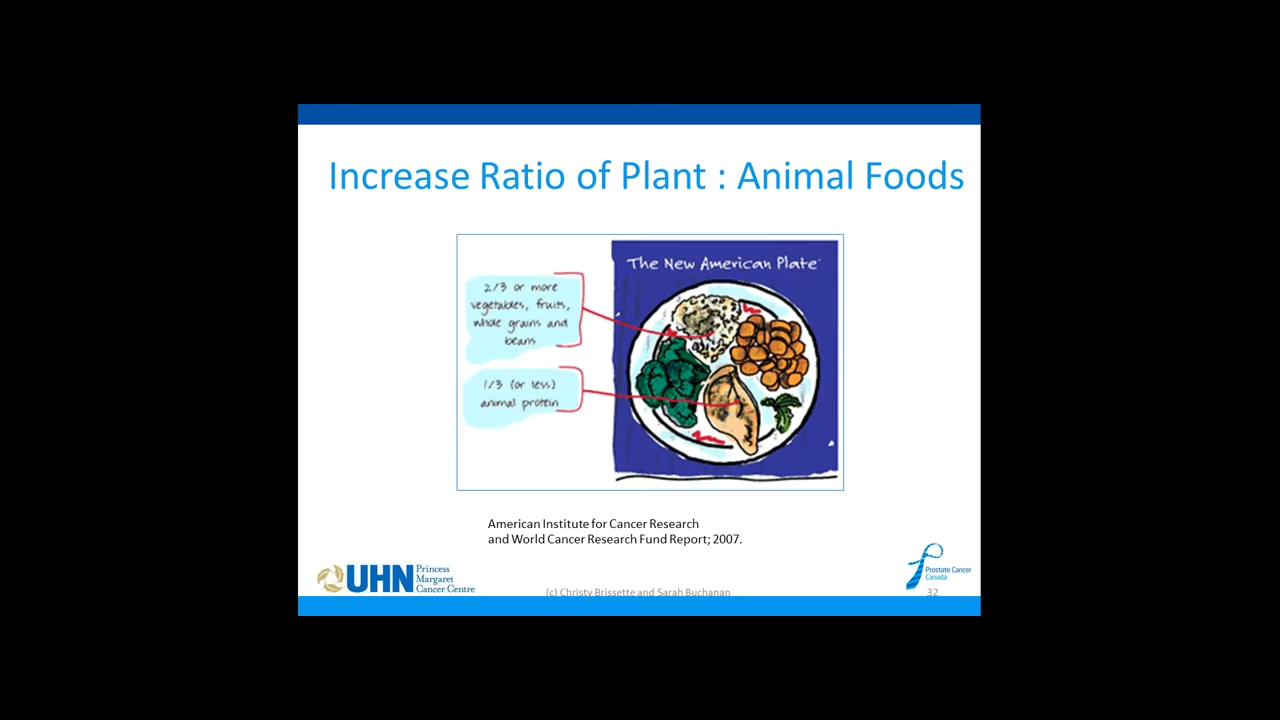 Increase Ratio of Plant : Animal Foods
The New American Plate
2/3 or more
vegetables, fruits,
whole grains and
beans
1/3 (or less)
animal protein
American Institute for Cancer Research
and World Cancer Research Fund Report; 2007.
UHN
Princess
Margaret
Cancer Centre
(c) Christy Brissette and Sarah Buchanan
Prostate Cancer
Canada
32